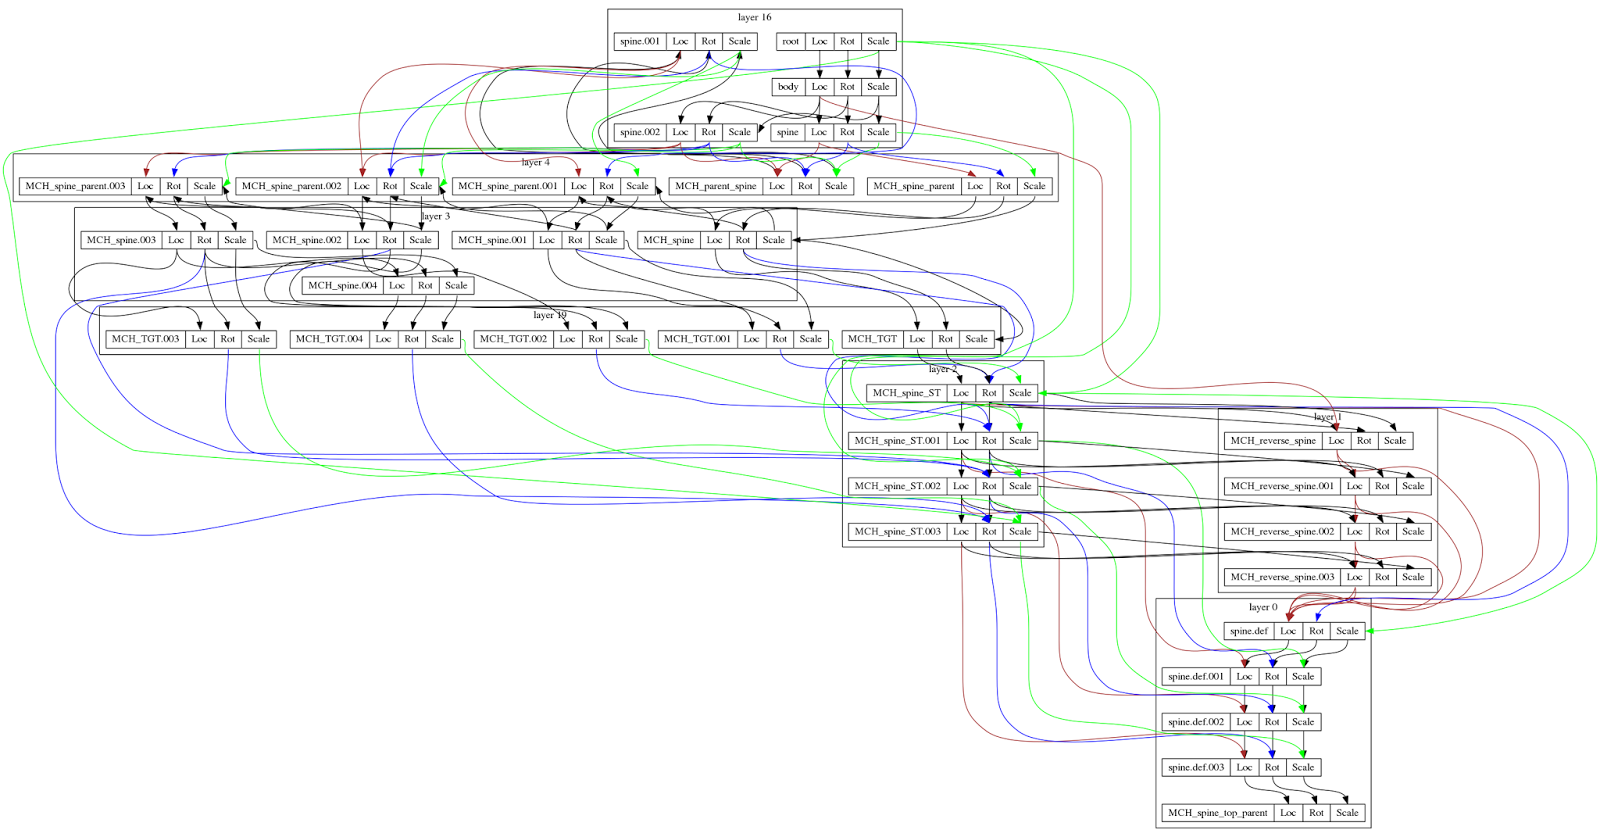 layer 16
spine.001 Loc Rot Scale
root Loc Rot Scale
body Loc Rot Scale
spine.002 Loc Rot Scale
spine Loc Rot Scale
layer 4
MCH_spine_parent.003 Loc Rot Scale
MCH_spine_parent.002 Loc Rot Scale
MCH_spine_parent.001 Loc Rot Scale
MCH_parent_spine Loc Rot Scale
MCH_spine_parent Loc Rot Scale
layer 3
MCH_spine.003 Loc Rot Scale
MCH_spine.002 Loc Rot Scale
MCH_spine.001 Loc Rot Scale
MCH_spine Loc Rot Scale
MCH_spine.004 Loc Rot Scale
layer 19
MCH_TGT.003 Loc Rot Scale
MCH_TGT.004 Loc Rot Scale
MCH_TGT.002 Loc Rot Scale
MCH_TGT.001 Loc Rot Scale
MCH_TGT Loc Rot Scale
layer 2
MCH_spine_ST Loc Rot Scale
MCH_spine_ST.001 Loc Rot Scale
MCH_spine_ST.002 Loc Rot Scale
MCH_spine_ST.003 Loc Rot Scale
layer 1
MCH_reverse_spine Loc Rot Scale
MCH_reverse_spine.001 Loc Rot Scale
MCH_reverse_spine.002 Loc Rot Scale
MCH_reverse_spine.003 Loc Rot Scale
layer 0
spine.def Loc Rot Scale
spine.def.001 Loc Rot Scale
spine.def.002 Loc Rot Scale
spine.def.003 Loc Rot Scale
MCH_spine_top_parent Loc Rot Scale